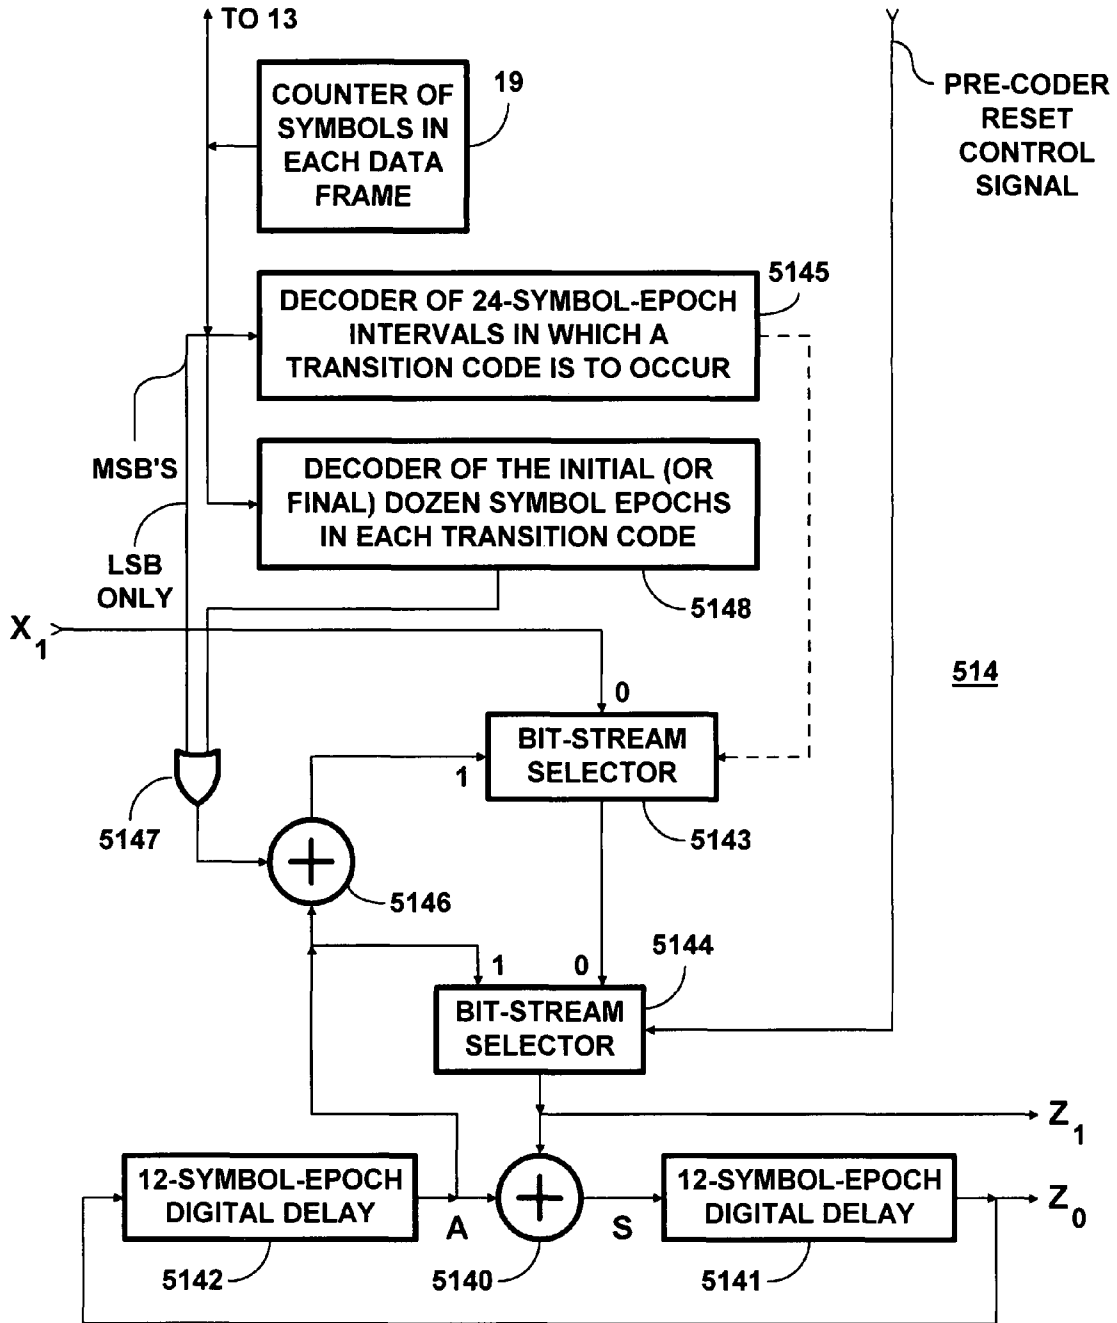 TO 13
COUNTER OF
SYMBOLS IN
EACH DATA
FRAME
19
PRE-CODER
RESET
CONTROL
SIGNAL
5145
DECODER OF 24-SYMBOL-EPOCH
INTERVALS IN WHICH A
TRANSITION CODE IS TO OCCUR
MSB'S
DECODER OF THE INITIAL (OR
FINAL) DOZEN SYMBOL EPOCHS
IN EACH TRANSITION CODE
LSB
ONLY
5148
X1
514
0
BIT-STREAM
SELECTOR
1
5147
5143
5146
5144
1 0
BIT-STREAM
SELECTOR
Z1
12-SYMBOL-EPOCH
DIGITAL DELAY
12-SYMBOL-EPOCH
DIGITAL DELAY
Z0
A
S
5142
5140
5141